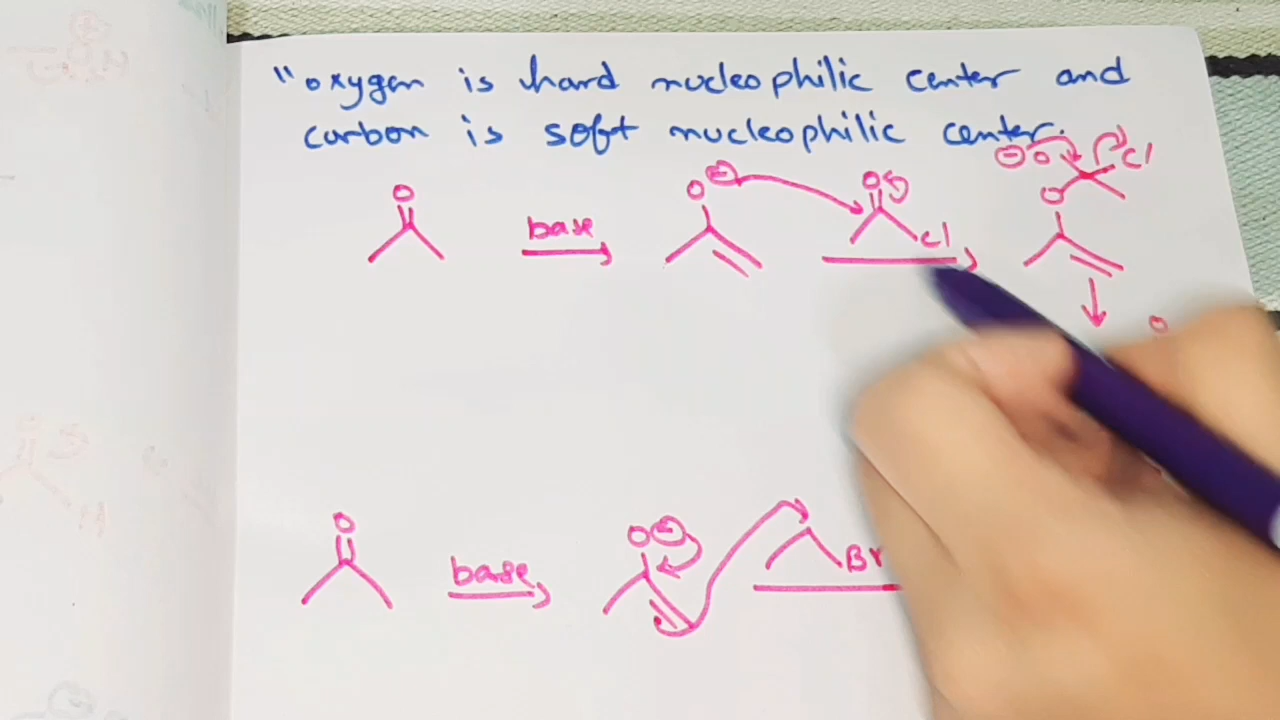 "oxygen is hard nucleophilic center and
carbon is soft nucleophilic center.
⊖O Cl
O O⊖ O O
base Cl
O
O O⊖
base Br